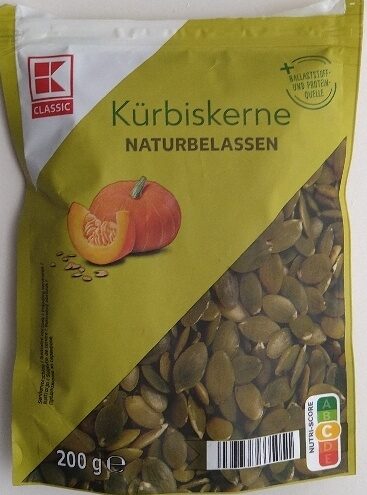 K
CLASSIC
+
BALLASTSTOFF-
UND PROTEIN-
QUELLE
Kürbiskerne
NATURBELASSEN
200 g ℮
NUTRI-SCORE
A
B
C
D
E